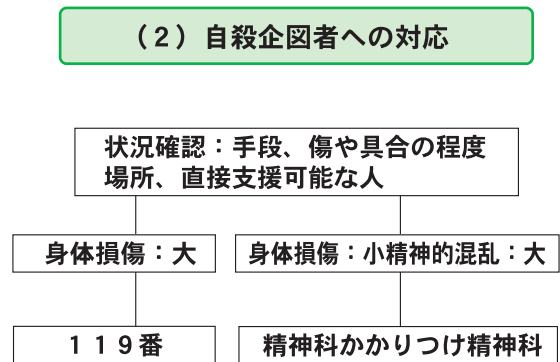 （２）自殺企図者への対応
状況確認：手段、傷や具合の程度
場所、直接支援可能な人
身体損傷：大
身体損傷：小精神的混乱：大
１１９番
精神科かかりつけ精神科